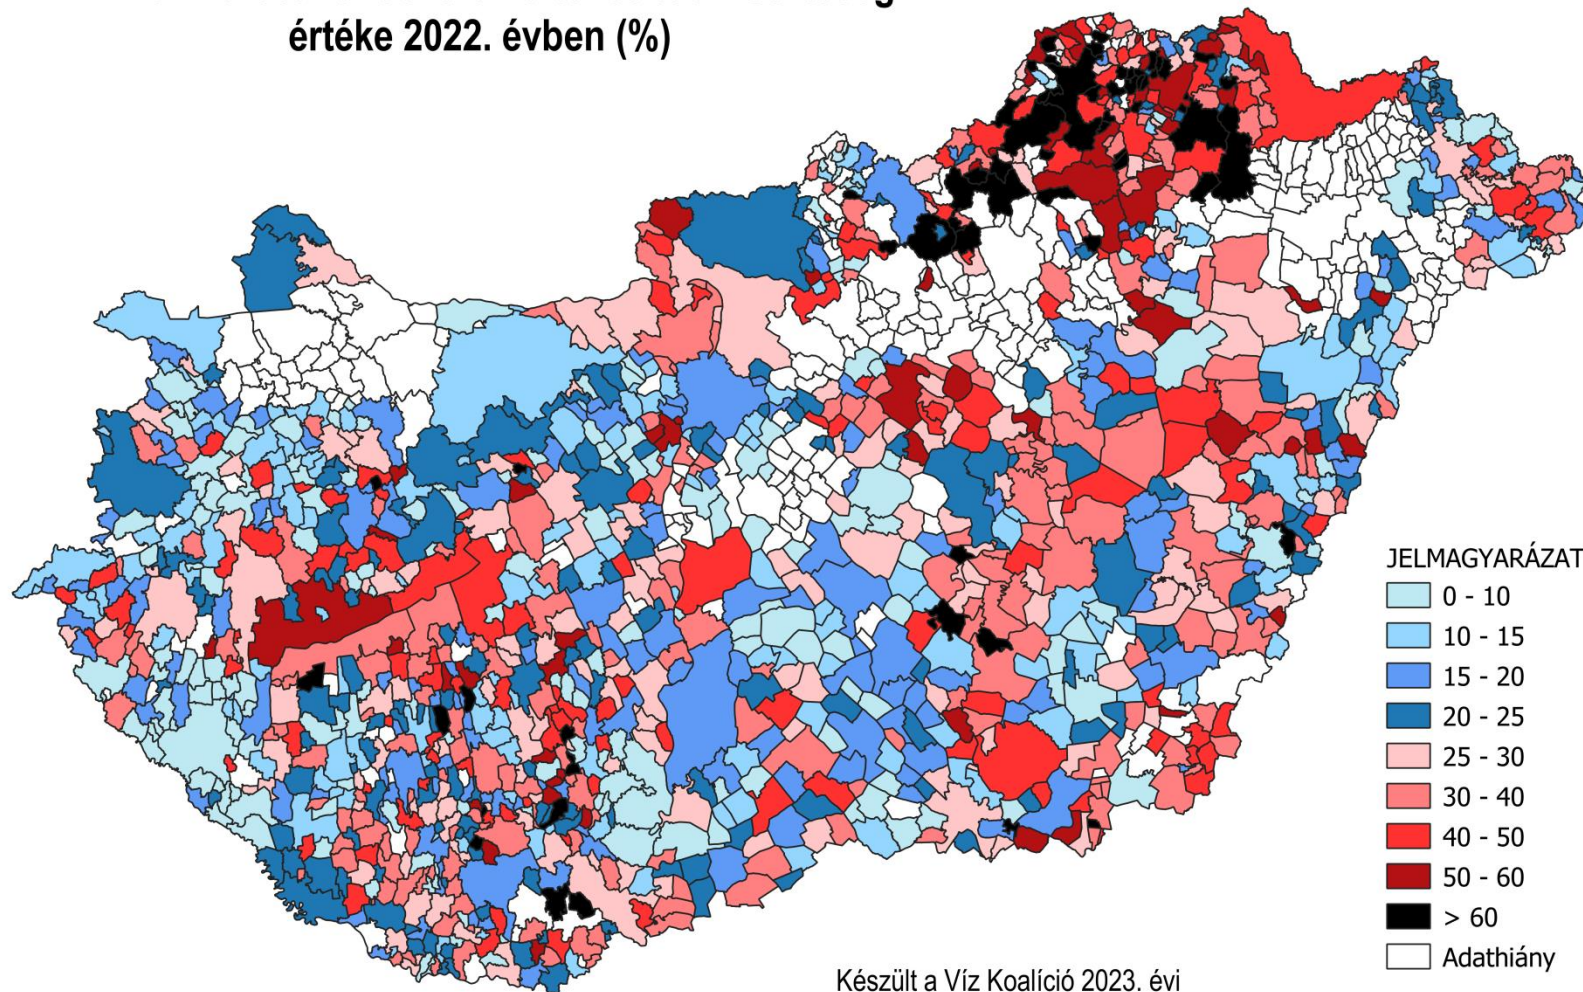 értéke 2022. évben (%)
JELMAGYARÁZAT
0 - 10
10 - 15
15 - 20
20 - 25
25 - 30
30 - 40
40 - 50
50 - 60
> 60
Adathiány
Készült a Víz Koalíció 2023. évi